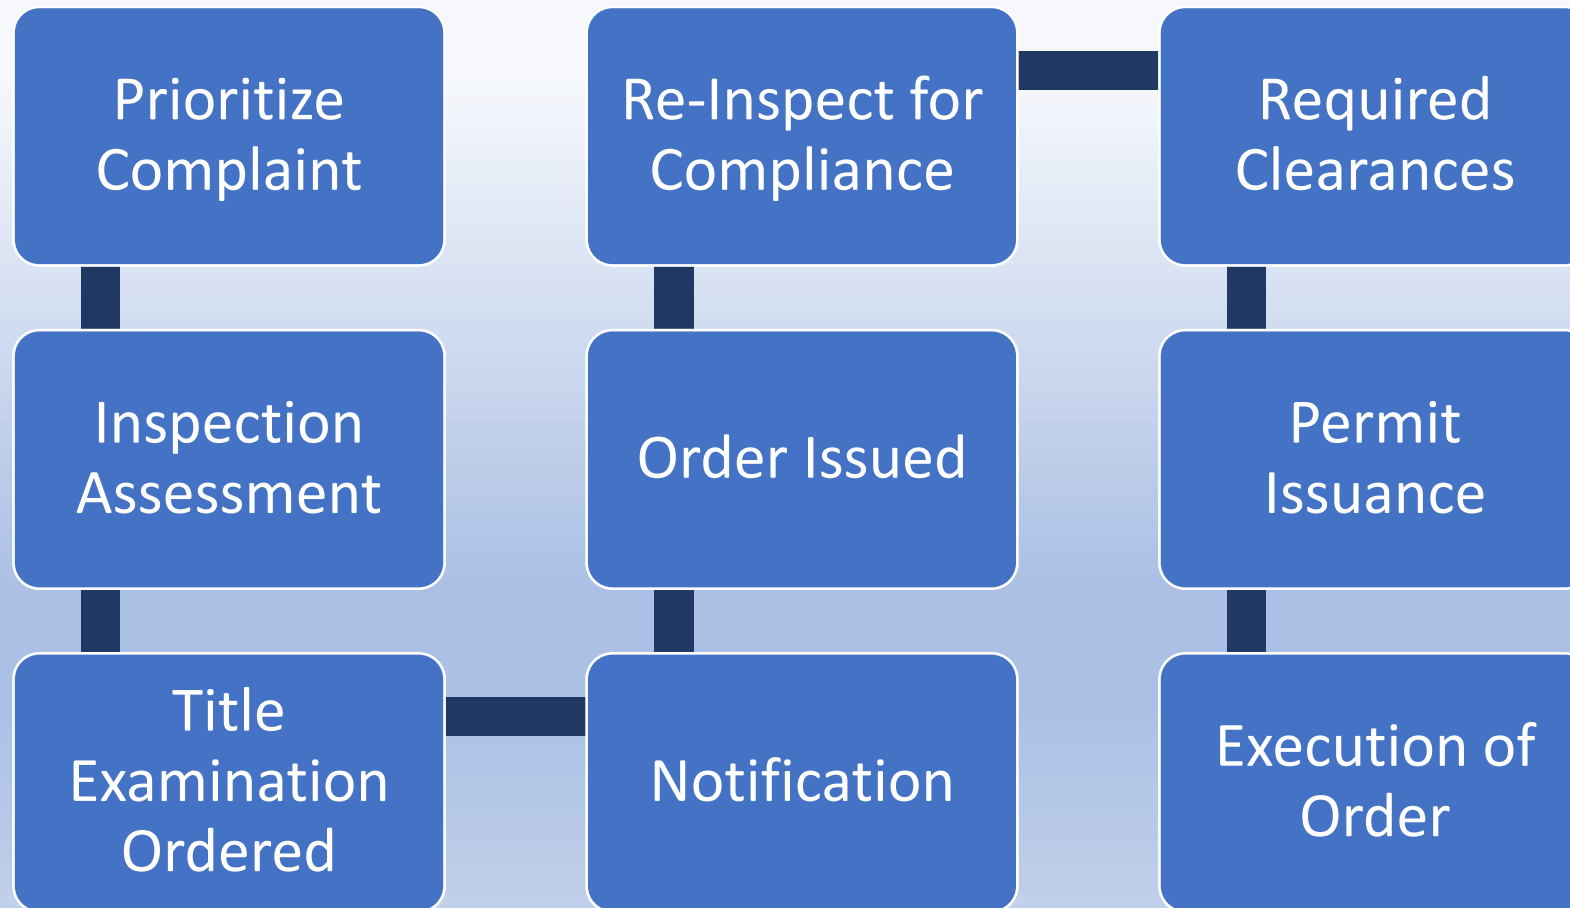 Prioritize
Complaint
Inspection
Assessment
Title
Examination
Ordered
Notification
Order Issued
Re-Inspect for
Compliance
Required
Clearances
Permit
Issuance
Execution of
Order